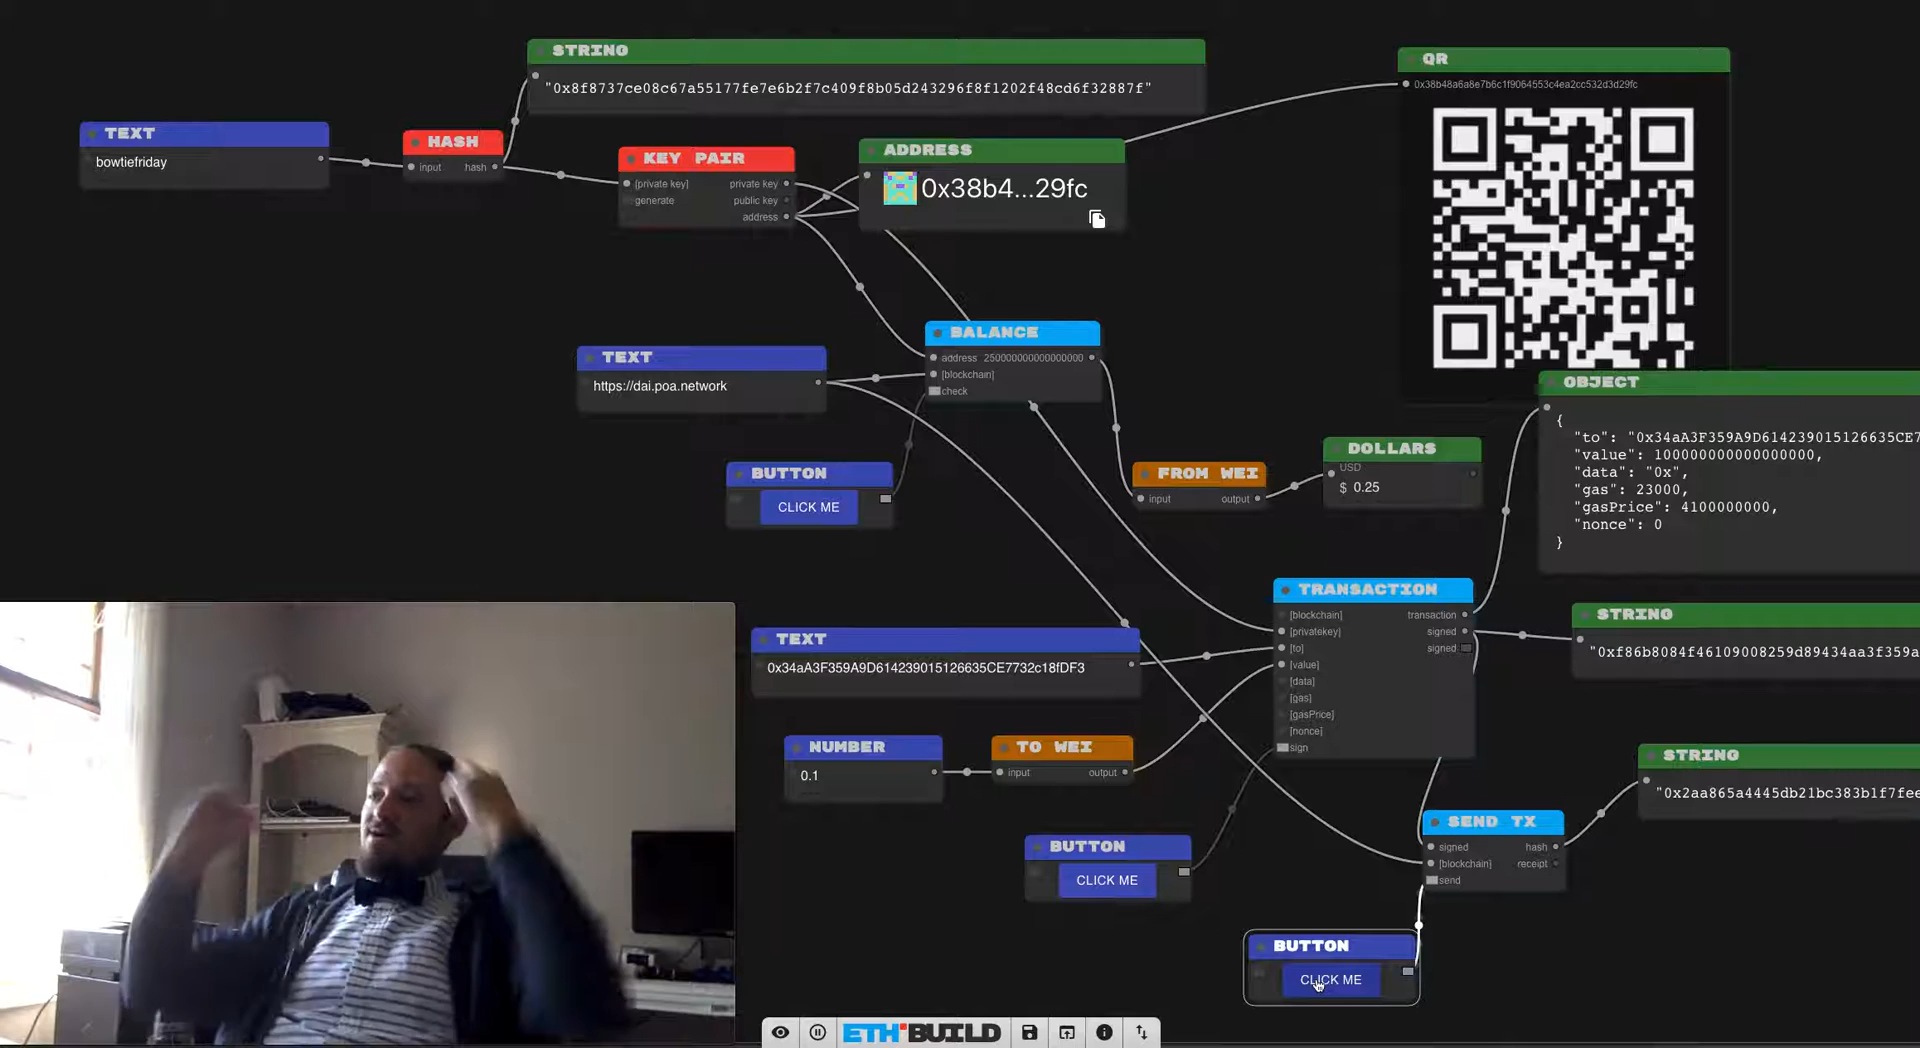 STRING
"0x8f8737ce08c67a55177fe7e6b2f7c409f8b05d243296f8f1202f48cd6f32887f"
QR
0x38b48a6a8e7b6c1f9064553c4ea2cc532d3d29fc
TEXT
bowtiefriday
HASH
input hash
KEY PAIR
[private key] private key
generate public key
address
ADDRESS
0x38b4...29fc
BALANCE
address 250000000000000000
[blockchain]
check
TEXT
https://dai.poa.network
OBJECT
{
"to": "0x34aA3F359A9D614239015126635CE7
"value": 100000000000000000,
"data": "0x",
"gas": 23000,
"gasPrice": 4100000000,
"nonce": 0
}
BUTTON
CLICK ME
FROM WEI
input output
DOLLARS
USD
$ 0.25
TRANSACTION
[blockchain] transaction
[privatekey] signed
[to] signed
[value]
[data]
[gas]
[gasPrice]
[nonce]
sign
STRING
"0xf86b8084f46109008259d89434aa3f359a
TEXT
0x34aA3F359A9D614239015126635CE7732c18fDF3
NUMBER
0.1
TO WEI
input output
STRING
"0x2aa865a4445db21bc383b1f7fee
SEND TX
signed hash
[blockchain] receipt
send
BUTTON
CLICK ME
BUTTON
CLICK ME
ETH BUILD